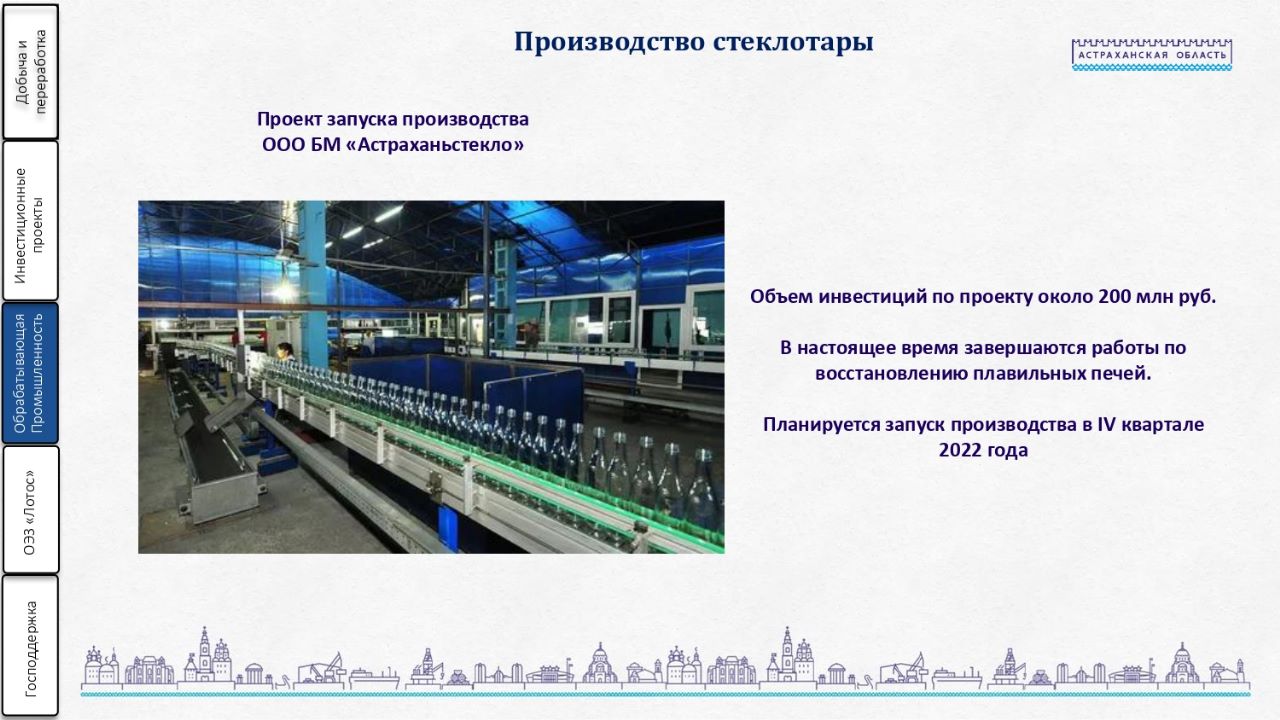 Добыча и
переработка
Инвестиционные
проекты
Обрабатывающая
Промышленность
ОЭЗ «Лотос»
Господдержка
Производство стеклотары
АСТРАХАНСКАЯ ОБЛАСТЬ
Проект запуска производства
ООО БМ «Астраханьстекло»
Объем инвестиций по проекту около 200 млн руб.
В настоящее время завершаются работы по
восстановлению плавильных печей.
Планируется запуск производства в IV квартале
2022 года